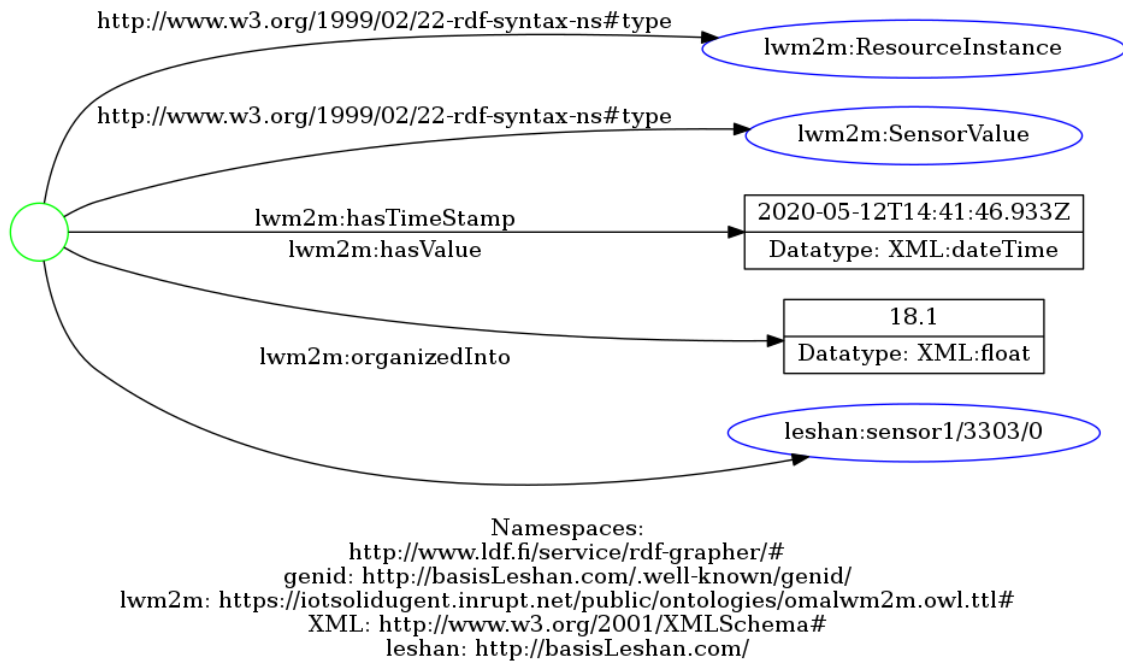 http://www.w3.org/1999/02/22-rdf-syntax-ns#type
lwm2m:ResourceInstance
http://www.w3.org/1999/02/22-rdf-syntax-ns#type
lwm2m:SensorValue
lwm2m:hasTimeStamp
2020-05-12T14:41:46.933Z
Datatype: XML:dateTime
lwm2m:hasValue
18.1
Datatype: XML:float
lwm2m:organizedInto
leshan:sensor1/3303/0
Namespaces:
http://www.ldf.fi/service/rdf-grapher/#
genid: http://basisLeshan.com/.well-known/genid/
lwm2m: https://iotsolidugent.inrupt.net/public/ontologies/omalwm2m.owl.ttl#
XML: http://www.w3.org/2001/XMLSchema#
leshan: http://basisLeshan.com/